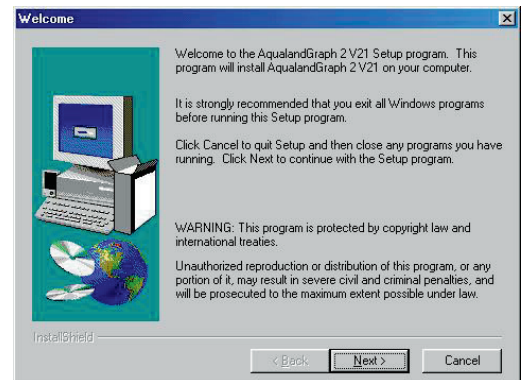 Welcome
Welcome to the AqualandGraph 2 V21 Setup program. This
program will install AqualandGraph 2 V21 on your computer.
It is strongly recommended that you exit all Windows programs
before running this Setup program.
Click Cancel to quit Setup and then close any programs you have
running. Click Next to continue with the Setup program.
WARNING: This program is protected by copyright law and
international treaties.
Unauthorized reproduction or distribution of this program, or any
portion of it, may result in severe civil and criminal penalties, and
will be prosecuted to the maximum extent possible under law.
InstallShield
< Back Next > Cancel